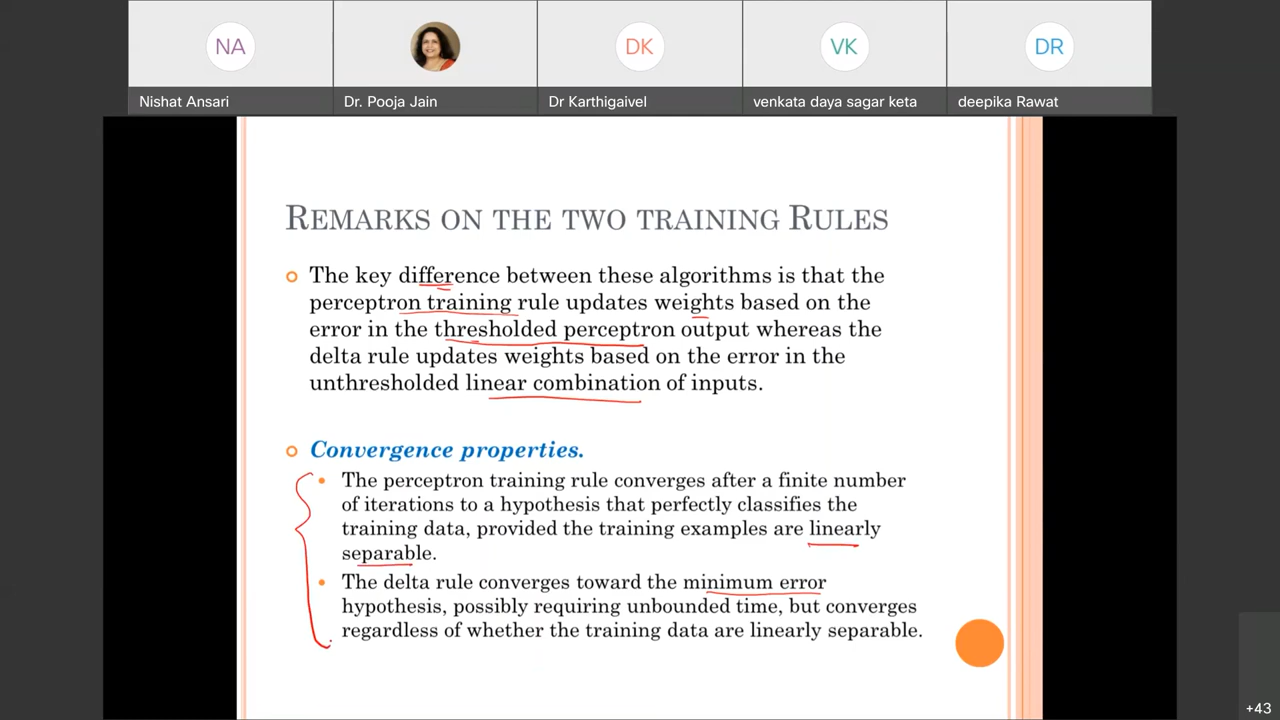 NA
DK
VK
DR
Nishat Ansari
Dr. Pooja Jain
Dr Karthigaivel
venkata daya sagar keta
deepika Rawat
REMARKS ON THE TWO TRAINING RULES
The key difference between these algorithms is that the
perceptron training rule updates weights based on the
error in the thresholded perceptron output whereas the
delta rule updates weights based on the error in the
unthresholded linear combination of inputs.
Convergence properties.
The perceptron training rule converges after a finite number
of iterations to a hypothesis that perfectly classifies the
training data, provided the training examples are linearly
separable.
The delta rule converges toward the minimum error
hypothesis, possibly requiring unbounded time, but converges
regardless of whether the training data are linearly separable.
+43